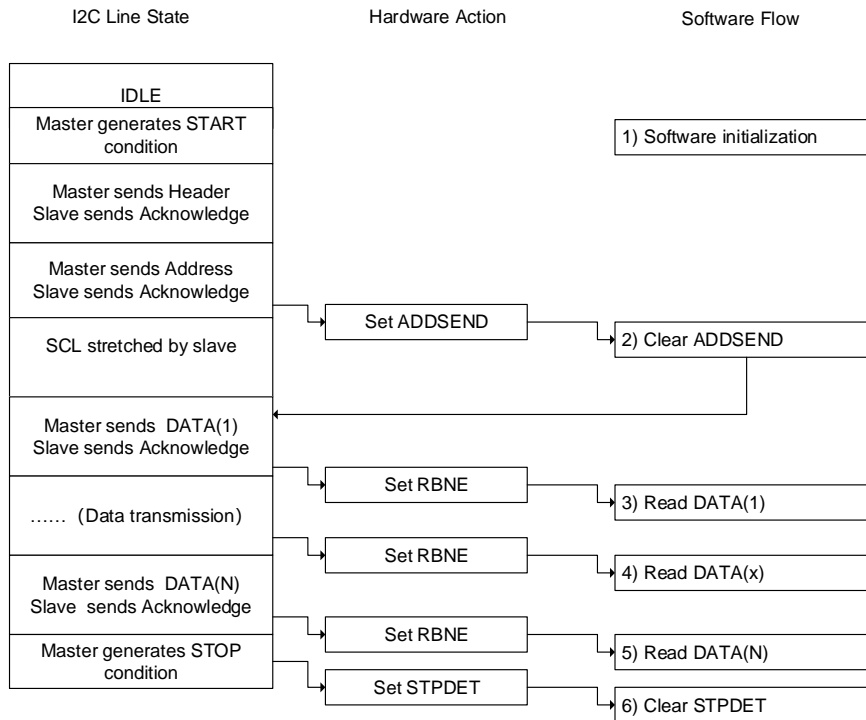 I2C Line State
Hardware Action
Software Flow
IDLE
Master generates START
condition
1) Software initialization
Master sends Header
Slave sends Acknowledge
Master sends Address
Slave sends Acknowledge
Set ADDSEND
2) Clear ADDSEND
SCL stretched by slave
Master sends DATA(1)
Slave sends Acknowledge
Set RBNE
3) Read DATA(1)
…… (Data transmission)
Set RBNE
4) Read DATA(x)
Master sends DATA(N)
Slave sends Acknowledge
Set RBNE
5) Read DATA(N)
Master generates STOP
condition
Set STPDET
6) Clear STPDET